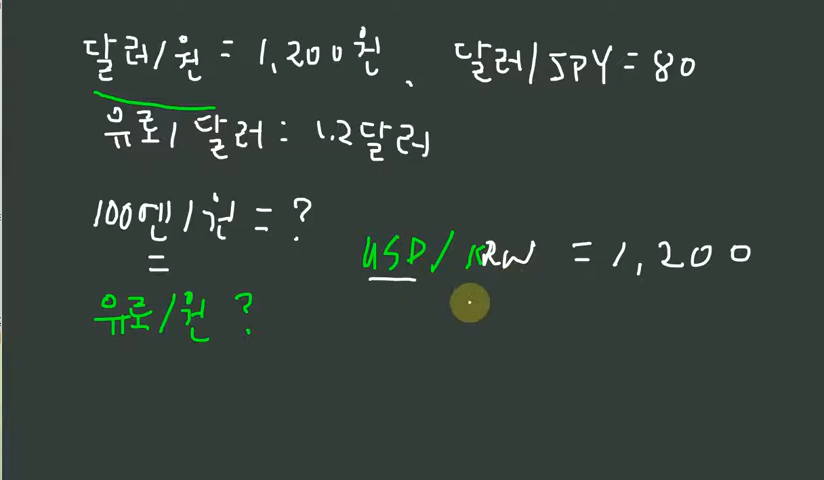 달러/원 = 1,200원, 달러/JPY = 80
유로/달러 = 1.2달러
100엔/원 = ?
USD/KRW = 1,200
유로/원 ?